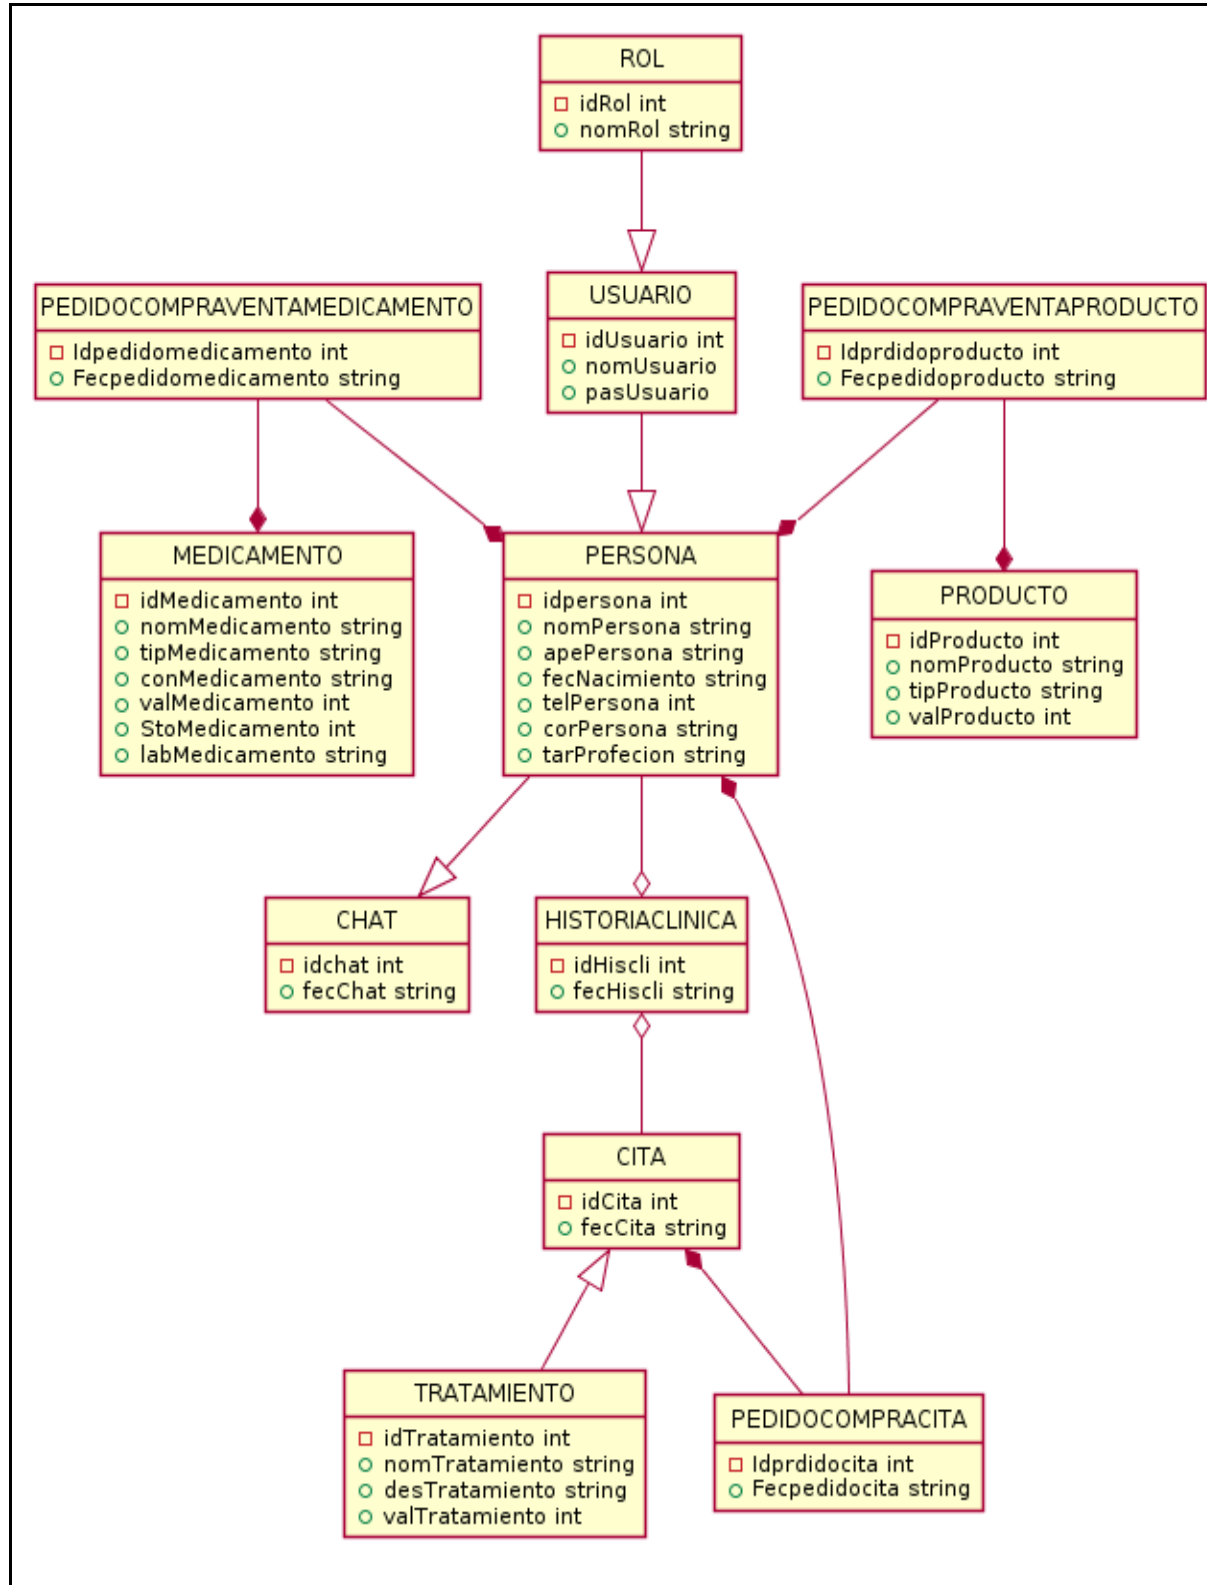 ROL
idRol int
nomRol string
PEDIDOCOMPRAVENTAMEDICAMENTO
Idpedidomedicamento int
Fecpedidomedicamento string
USUARIO
idUsuario int
nomUsuario
pasUsuario
PEDIDOCOMPRAVENTAPRODUCTO
Idprdidoproducto int
Fecpedidoproducto string
MEDICAMENTO
idMedicamento int
nomMedicamento string
tipMedicamento string
conMedicamento string
valMedicamento int
StoMedicamento int
labMedicamento string
PERSONA
idpersona int
nomPersona string
apePersona string
fecNacimiento string
telPersona int
corPersona string
tarProfecion string
PRODUCTO
idProducto int
nomProducto string
tipProducto string
valProducto int
CHAT
idchat int
fecChat string
HISTORIACLINICA
idHiscli int
fecHiscli string
CITA
idCita int
fecCita string
TRATAMIENTO
idTratamiento int
nomTratamiento string
desTratamiento string
valTratamiento int
PEDIDOCOMPRACITA
Idprdidocita int
Fecpedidocita string